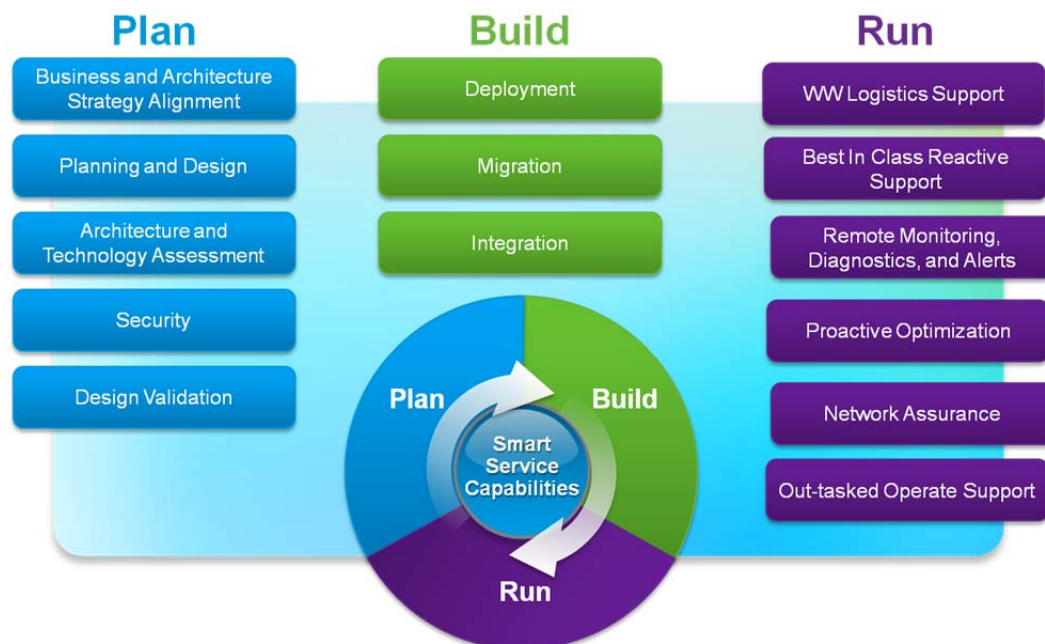 Plan
Business and Architecture
Strategy Alignment
Planning and Design
Architecture and
Technology Assessment
Security
Design Validation
Build
Deployment
Migration
Integration
Run
WW Logistics Support
Best In Class Reactive
Support
Remote Monitoring,
Diagnostics, and Alerts
Proactive Optimization
Network Assurance
Out-tasked Operate Support
Plan
Build
Smart
Service
Capabilities
Run